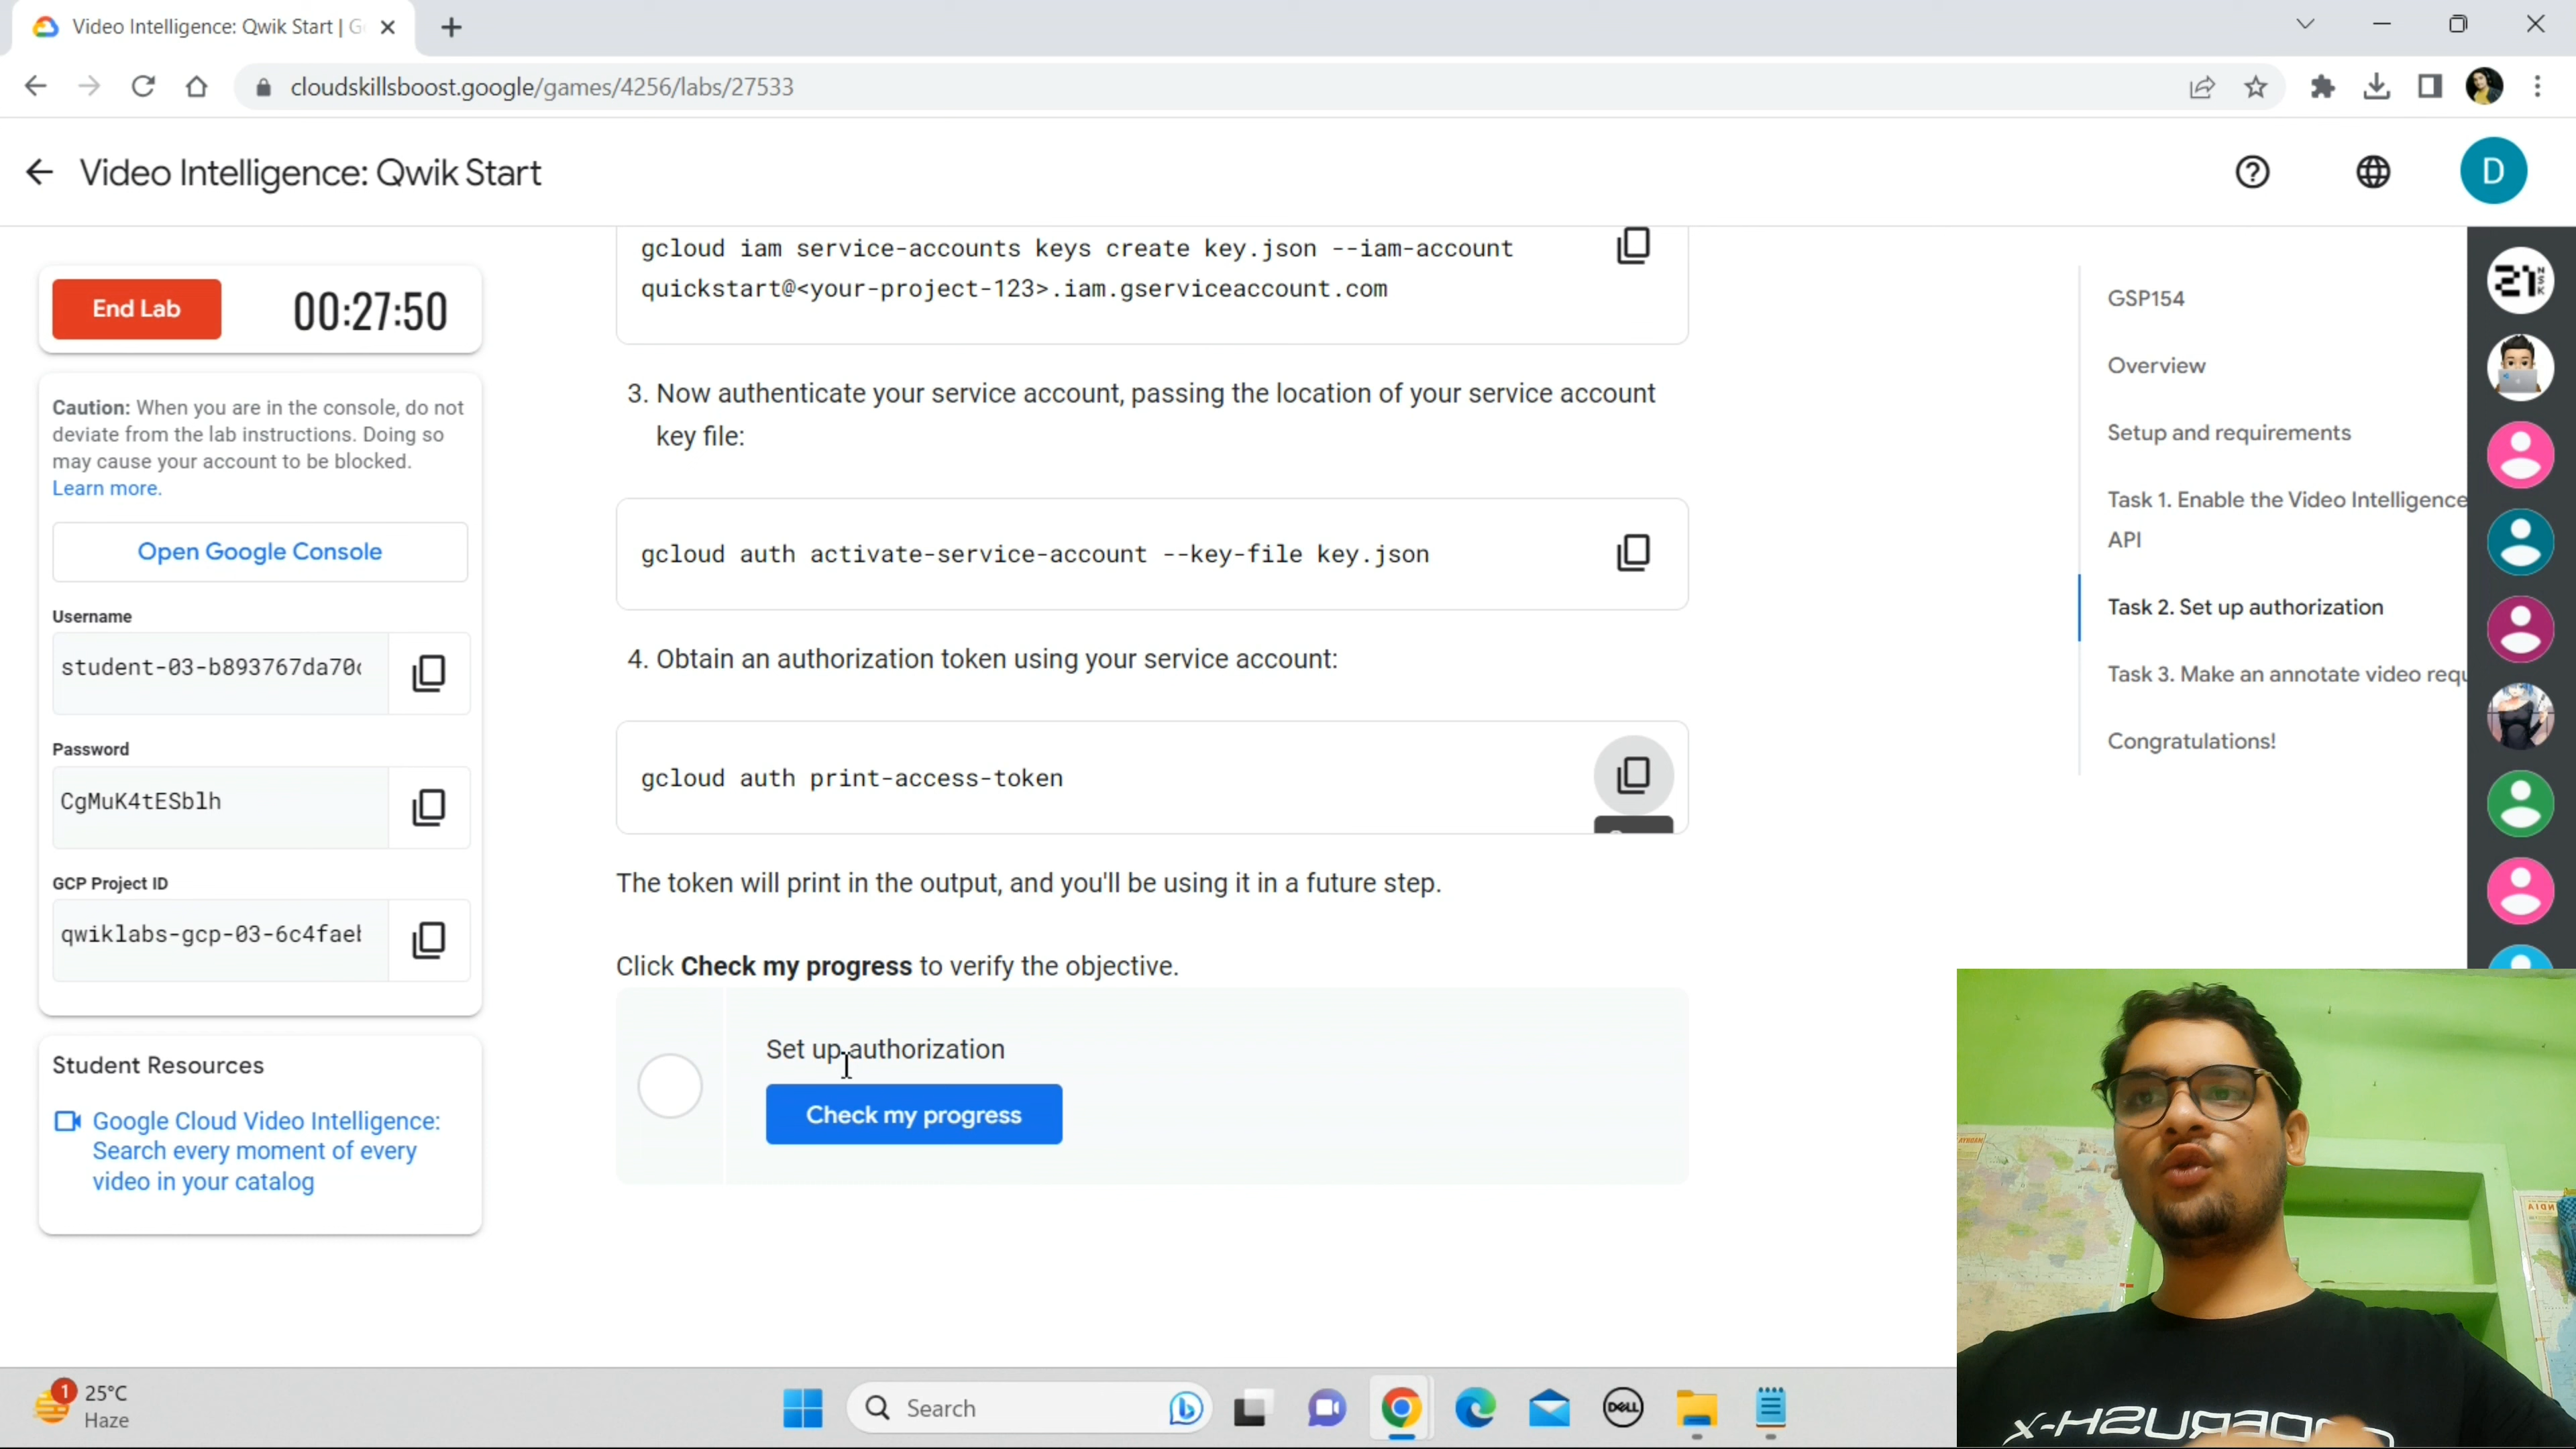 Video Intelligence: Qwik Start | G
cloudskillsboost.google/games/4256/labs/27533
Video Intelligence: Qwik Start
D
End Lab
00:27:50
Caution: When you are in the console, do not
deviate from the lab instructions. Doing so
may cause your account to be blocked.
Learn more.
Open Google Console
Username
student-03-b893767da70
Password
CgMuK4tESblh
GCP Project ID
qwiklabs-gcp-03-6c4fae
Student Resources
Google Cloud Video Intelligence:
Search every moment of every
video in your catalog
gcloud iam service-accounts keys create key.json --iam-account
quickstart@<your-project-123>.iam.gserviceaccount.com
3. Now authenticate your service account, passing the location of your service account
key file:
gcloud auth activate-service-account --key-file key.json
4. Obtain an authorization token using your service account:
gcloud auth print-access-token
The token will print in the output, and you'll be using it in a future step.
Click Check my progress to verify the objective.
Set up authorization
Check my progress
GSP154
Overview
Setup and requirements
Task 1. Enable the Video Intelligence
API
Task 2. Set up authorization
Task 3. Make an annotate video requ
Congratulations!
21
NSK
INDIA
1
25°C
Haze
Search
DELL